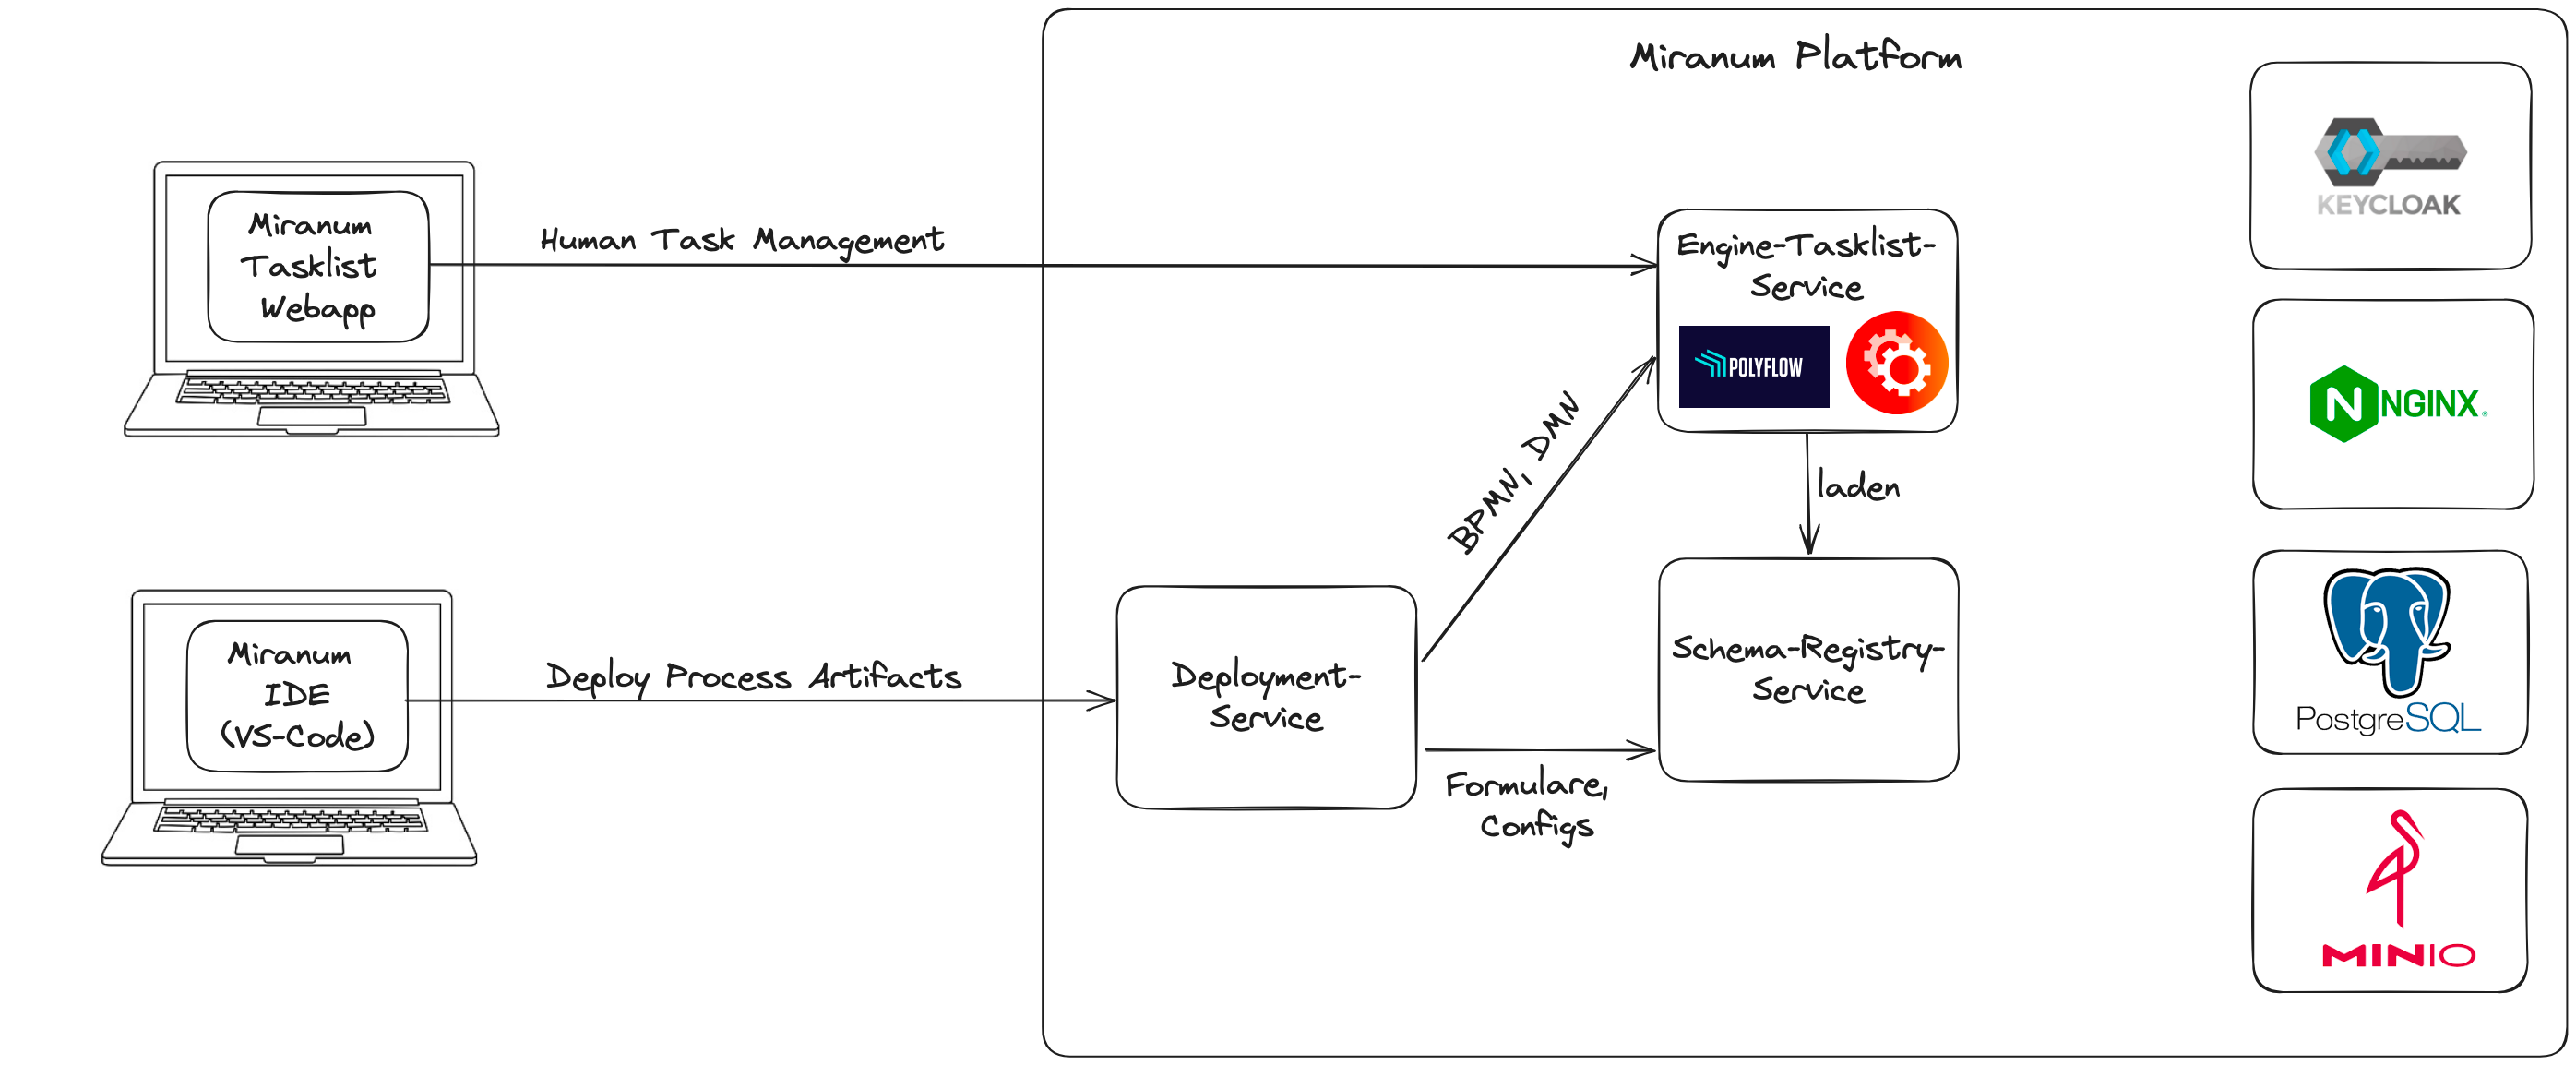 Miranum Platform
Miranum
Tasklist
Webapp
Human Task Management
Engine-Tasklist-
Service
POLYFLOW
KEYCLOAK
NGINX
laden
BPMN, DMN
Miranum
IDE
(VS-Code)
Deploy Process Artifacts
Deployment-
Service
Schema-Registry-
Service
Formulare,
Configs
PostgreSQL
MINIO